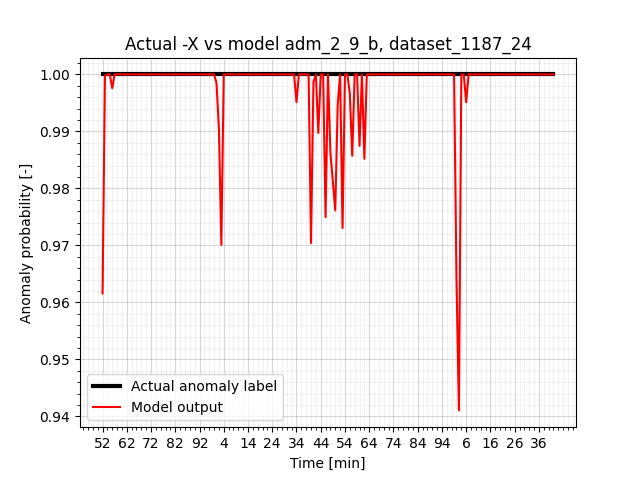 Actual -X vs model adm_2_9_b, dataset_1187_24
Anomaly probability [-]
1.00
0.99
0.98
0.97
0.96
0.95
0.94
Actual anomaly label
Model output
52 62 72 82 92 4 14 24 34 44 54 64 74 84 94 6 16 26 36
Time [min]